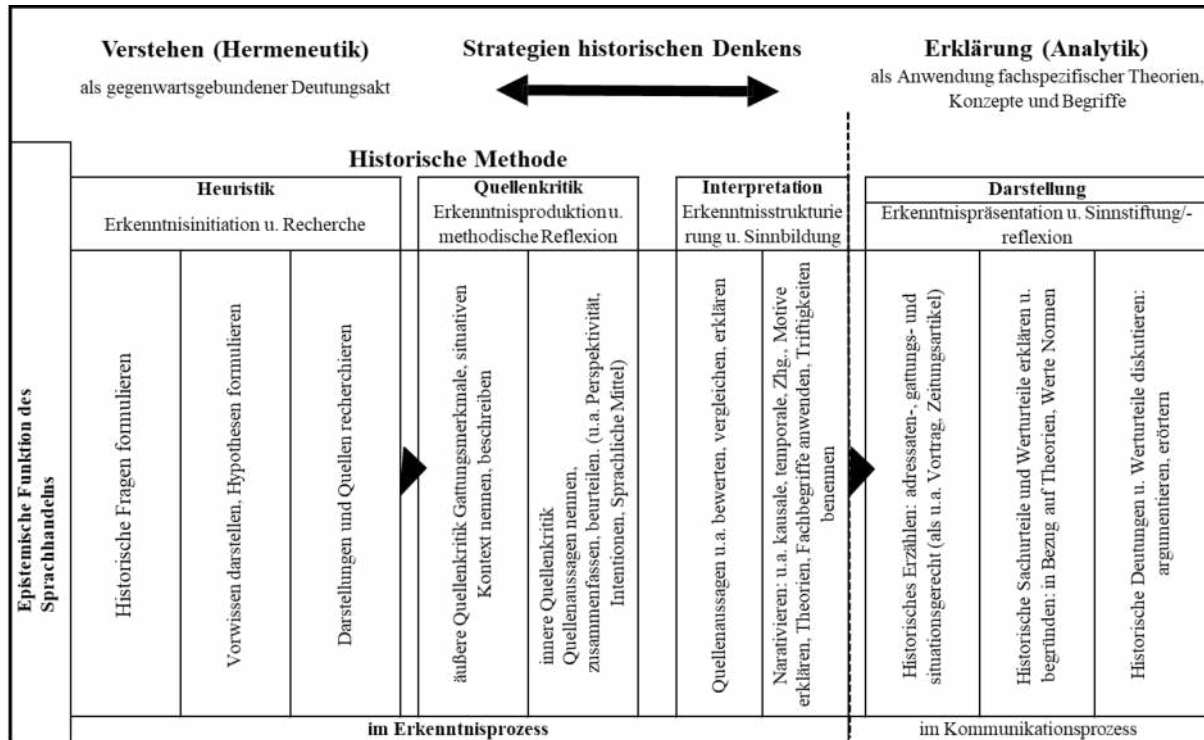 Verstehen (Hermeneutik)
als gegenwartsgebundener Deutungsakt
Strategien historischen Denkens
Erklärung (Analytik)
als Anwendung fachspezifischer Theorien,
Konzepte und Begriffe
Historische Methode
Heuristik
Erkenntnisinitiation u. Recherche
Quellenkritik
Erkenntnisproduktion u.
methodische Reflexion
Interpretation
Erkenntnisstrukturie
rung u. Sinnbildung
Darstellung
Erkenntnispräsentation u. Sinnstiftung/-
reflexion
Epistemische Funktion des
Sprachhandelns
Historische Fragen formulieren
Vorwissen darstellen, Hypothesen formulieren
Darstellungen und Quellen recherchieren
äußere Quellenkritik Gattungsmerkmale, situativen
Kontext nennen, beschreiben
innere Quellenkritik
Quellenaussagen nennen,
zusammenfassen, beurteilen. (u.a. Perspektivität,
Intentionen, Sprachliche Mittel)
Quellenaussagen u.a. bewerten, vergleichen, erklären
Narativieren: u.a. kausale, temporale, Zhg., Motive
erklären, Theorien, Fachbegriffe anwenden, Triftigkeiten
benennen
Historisches Erzählen: adressaten-, gattungs- und
situationsgerecht (als u.a. Vortrag, Zeitungsartikel)
Historische Sachurteile und Werturteile erklären u.
begründen: in Bezug auf Theorien, Werte Normen
Historische Deutungen u. Werturteile diskutieren:
argumentieren, erörtern
im Erkenntnisprozess
im Kommunikationsprozess